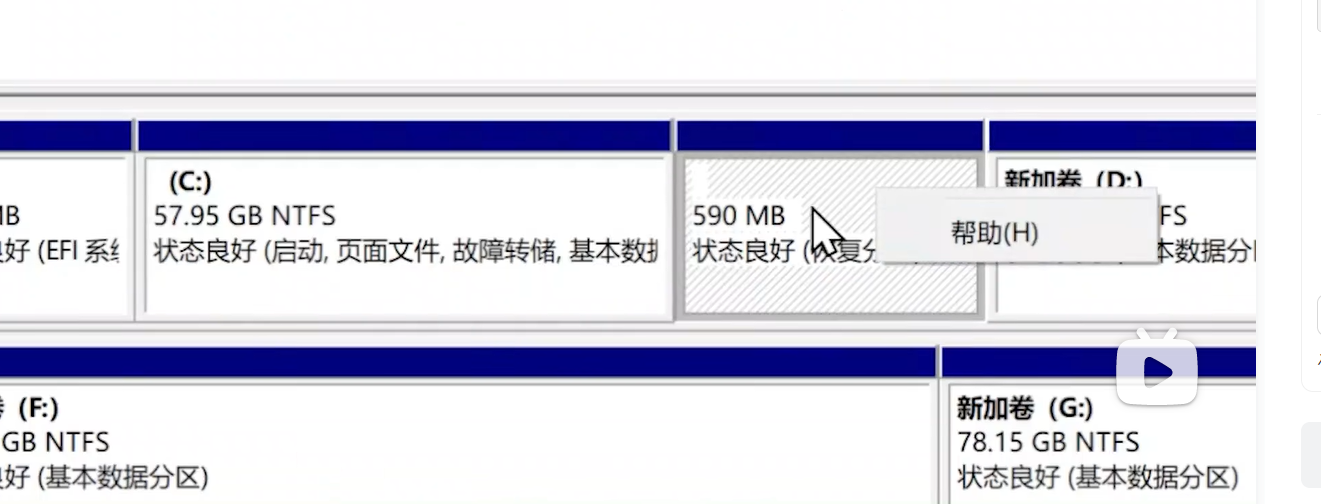 (C:)
57.95 GB NTFS
状态良好 (启动, 页面文件, 故障转储, 基本数据
590 MB
状态良好 (恢复分
新加卷 (D:)
FS
本数据分
帮助(H)
MB
好 (EFI 系统
(F:)
GB NTFS
良好 (基本数据分区)
新加卷 (G:)
78.15 GB NTFS
状态良好 (基本数据分区)